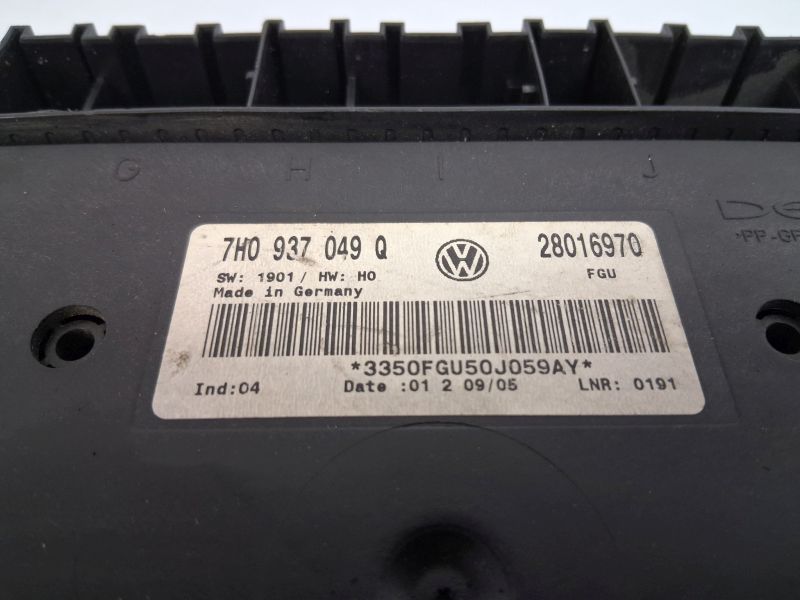 G H I J
7H0 937 049 Q
28016970
SW: 1901/ HW: H0
FGU
Made in Germany
*3350FGU50J059AY*
Ind:04
Date :01 2 09/05
LNR: 0191